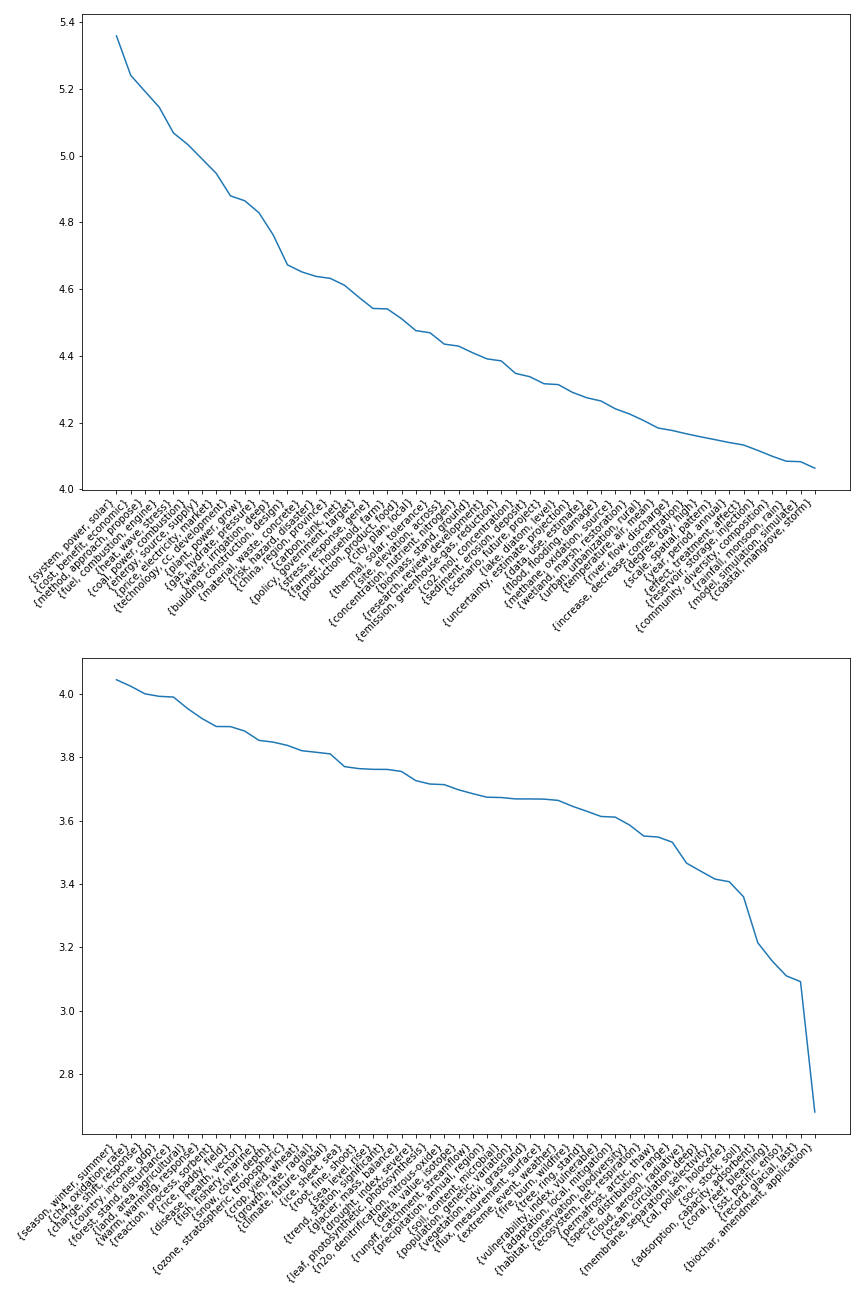 5.4
5.2
5.0
4.8
4.6
4.4
4.2
4.0
{system, power, solar}
{cost, benefit, economic}
{method, approach, propose}
{fuel, combustion, engine}
{heat, wave, stress}
{coal, power, combustion}
{energy, source, supply}
{price, electricity, market}
{technology, cc, development}
{plant, power, grow}
{gas, hydrate, pressure}
{water, irrigation, deep}
{building, construction, design}
{material, waste, concrete}
{risk, hazard, disaster}
{china, region, province}
{carbon, sink, net}
{policy, government, target}
{stress, response, gene}
{farmer, household, farm}
{production, product, food}
{city, plan, local}
{thermal, solar, tolerance}
{site, elevation, across}
{concentration, nutrient, nitrogen}
{biomass, stand, ground}
{research, review, development}
{emission, greenhouse-gas, reduction}
{co2, mol, concentration}
{sediment, erosion, deposit}
{scenario, future, project}
{lake, water, level}
{uncertainty, estimate, projection}
{data, set, estimate}
{flood, flooding, damage}
{methane, oxidation, source}
{wetland, marsh, restoration}
{urban, urbanization, rural}
{temperature, air, mean}
{river, flow, discharge}
{increase, decrease, concentration}
{degree, day, high}
{scale, spatial, pattern}
{year, period, annual}
{effect, treatment, affect}
{reservoir, storage, injection}
{community, diversity, composition}
{rainfall, monsoon, rain}
{model, simulation, simulate}
{coastal, mangrove, storm}
4.0
3.8
3.6
3.4
3.2
3.0
2.8
{season, winter, summer}
{ch4, oxidation, rate}
{change, shift, response}
{country, income, gdp}
{forest, stand, disturbance}
{land, area, agricultural}
{warm, warming, response}
{reaction, process, sorbent}
{rice, paddy, field}
{disease, health, vector}
{fish, fishery, marine}
{snow, cover, depth}
{ozone, stratospheric, tropospheric}
{crop, yield, wheat}
{growth, rate, radial}
{climate, future, global}
{ice, sheet, sea}
{root, fine, shoot}
{sea, level, rise}
{trend, station, significant}
{glacier, mass, balance}
{drought, index, severe}
{leaf, photosynthetic, photosynthesis}
{n2o, denitrification, nitrous-oxide}
{delta, value, isotope}
{runoff, catchment, streamflow}
{precipitation, annual, region}
{soil, content, microbial}
{population, genetic, variation}
{vegetation, ndvi, grassland}
{flux, measurement, surface}
{extreme, event, weather}
{fire, burn, wildfire}
{tree, ring, stand}
{vulnerability, index, vulnerable}
{adaptation, local, mitigation}
{habitat, conservation, biodiversity}
{ecosystem, net, respiration}
{permafrost, arctic, thaw}
{specie, distribution, range}
{cloud, aerosol, radiative}
{ocean, circulation, deep}
{membrane, separation, selectivity}
{cal, pollen, holocene}
{soc, stock, soil}
{adsorption, capacity, adsorbent}
{coral, reef, bleaching}
{sst, pacific, enso}
{record, glacial, last}
{biochar, amendment, application}